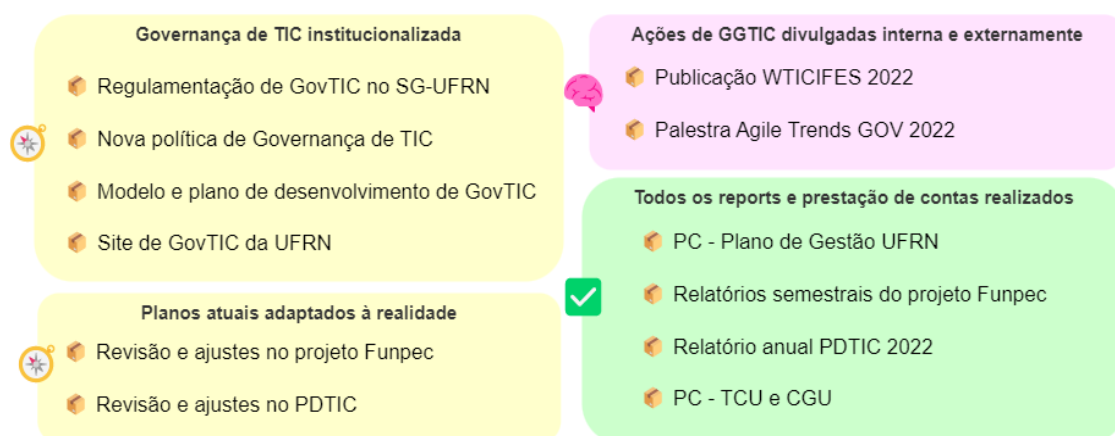 Governança de TIC institucionalizada
Regulamentação de GovTIC no SG-UFRN
Nova política de Governança de TIC
Modelo e plano de desenvolvimento de GovTIC
Site de GovTIC da UFRN
Planos atuais adaptados à realidade
Revisão e ajustes no projeto Funpec
Revisão e ajustes no PDTIC
Ações de GGTIC divulgadas interna e externamente
Publicação WTICIFES 2022
Palestra Agile Trends GOV 2022
Todos os reports e prestação de contas realizados
PC - Plano de Gestão UFRN
Relatórios semestrais do projeto Funpec
Relatório anual PDTIC 2022
PC - TCU e CGU